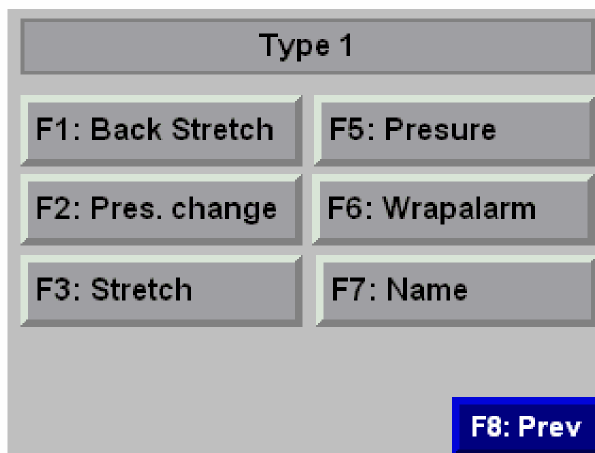 Type 1
F1: Back Stretch
F5: Presure
F2: Pres. change
F6: Wrapalarm
F3: Stretch
F7: Name
F8: Prev